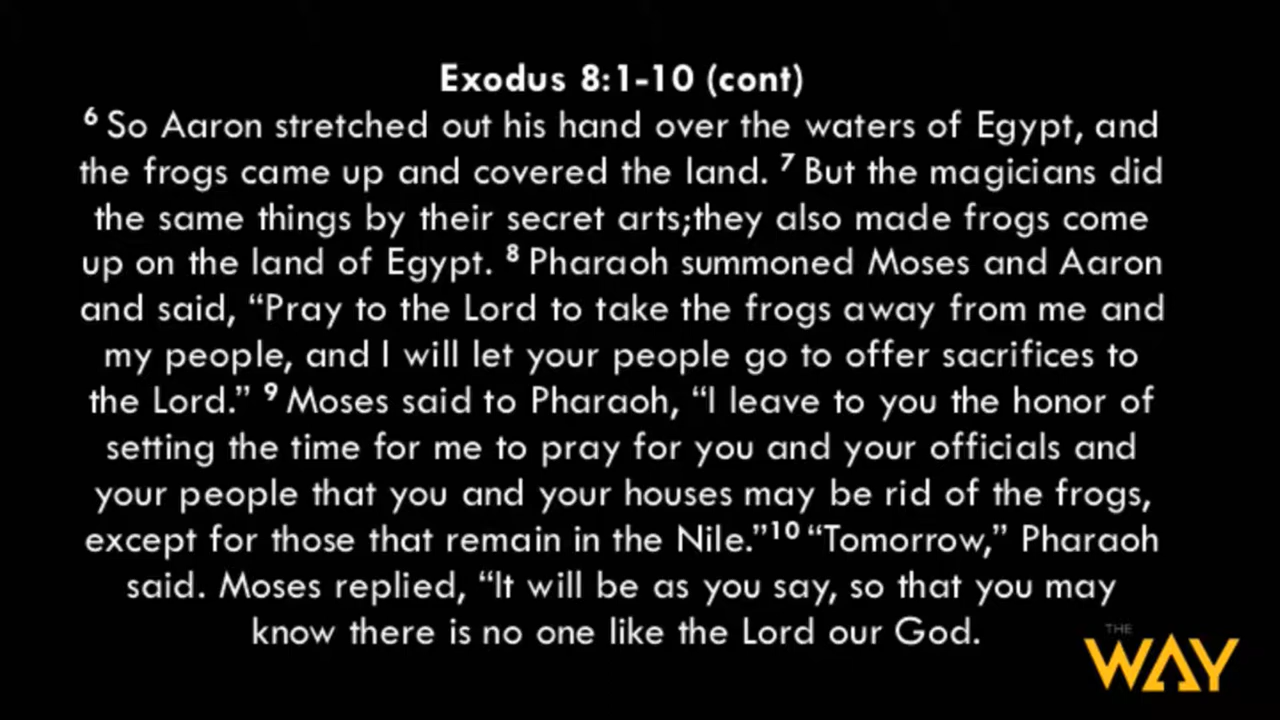 Exodus 8:1-10 (cont)
⁶ So Aaron stretched out his hand over the waters of Egypt, and
the frogs came up and covered the land. ⁷ But the magicians did
the same things by their secret arts;they also made frogs come
up on the land of Egypt. ⁸ Pharaoh summoned Moses and Aaron
and said, “Pray to the Lord to take the frogs away from me and
my people, and I will let your people go to offer sacrifices to
the Lord.” ⁹ Moses said to Pharaoh, “I leave to you the honor of
setting the time for me to pray for you and your officials and
your people that you and your houses may be rid of the frogs,
except for those that remain in the Nile.”¹⁰ “Tomorrow,” Pharaoh
said. Moses replied, “It will be as you say, so that you may
know there is no one like the Lord our God.
THE
WAY